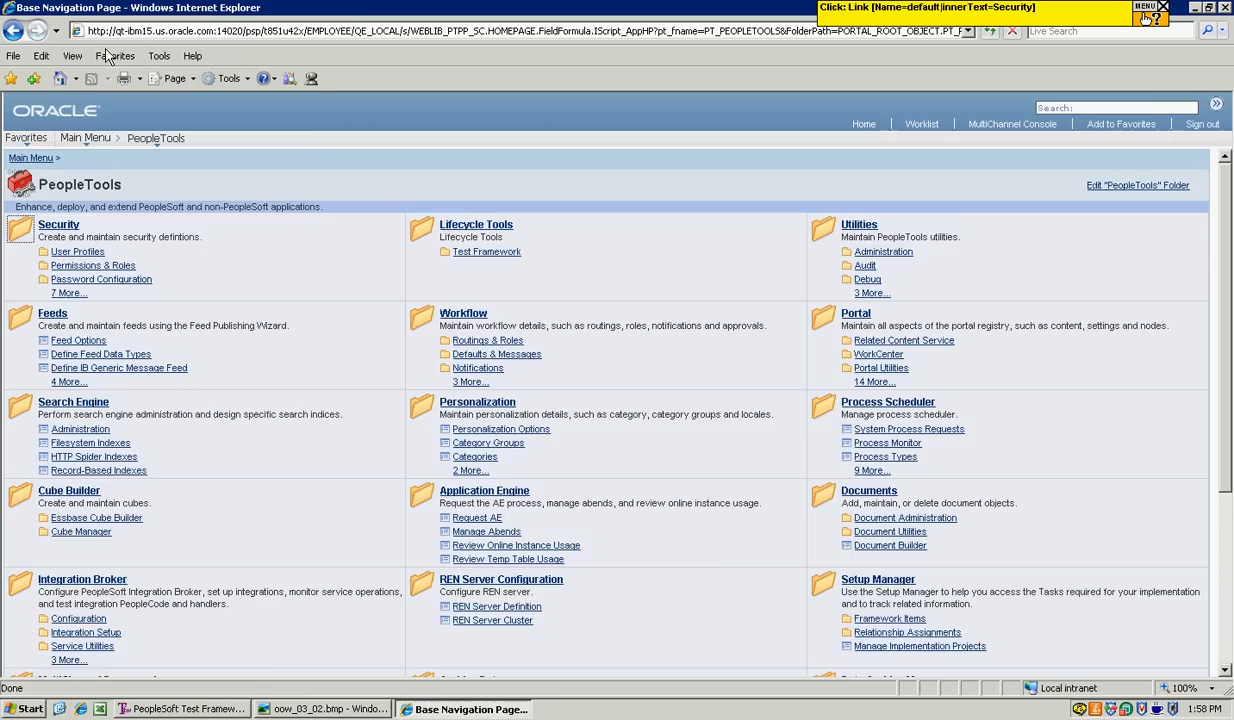 Base Navigation Page - Windows Internet Explorer
Click: Link [Name=default|innerText=Security]
MENU
http://qt-ibm15.us.oracle.com:14020/psp/t851u42x/EMPLOYEE/QE_LOCAL/s/WEBLIB_PTPP_SC.HOMEPAGE.FieldFormula.IScript_AppHP?pt_fname=PT_PEOPLETOOLS&FolderPath=PORTAL_ROOT_OBJECT.PT_F
Live Search
File Edit View Favorites Tools Help
Page Tools
ORACLE
Search:
Home Worklist MultiChannel Console Add to Favorites Sign out
Favorites Main Menu > PeopleTools
Main Menu >
PeopleTools
Edit "PeopleTools" Folder
Enhance, deploy, and extend PeopleSoft and non-PeopleSoft applications.
Security
Create and maintain security defintions.
User Profiles
Permissions & Roles
Password Configuration
7 More...
Lifecycle Tools
Lifecycle Tools
Test Framework
Utilities
Maintain PeopleTools utilities.
Administration
Audit
Debug
3 More...
Feeds
Create and maintain feeds using the Feed Publishing Wizard.
Feed Options
Define Feed Data Types
Define IB Generic Message Feed
4 More...
Workflow
Maintain workflow details, such as routings, roles, notifications and approvals.
Routings & Roles
Defaults & Messages
Notifications
3 More...
Portal
Maintain all aspects of the portal registry, such as content, settings and nodes.
Related Content Service
WorkCenter
Portal Utilities
14 More...
Search Engine
Perform search engine administration and design specific search indices.
Administration
Filesystem Indexes
HTTP Spider Indexes
Record-Based Indexes
Personalization
Maintain personalization details, such as category, category groups and locales.
Personalization Options
Category Groups
Categories
2 More...
Process Scheduler
Manage process scheduler.
System Process Requests
Process Monitor
Process Types
9 More...
Cube Builder
Create and maintain cubes.
Essbase Cube Builder
Cube Manager
Application Engine
Request the AE process, manage abends, and review online instance usage.
Request AE
Manage Abends
Review Online Instance Usage
Review Temp Table Usage
Documents
Add, maintain, or delete document objects.
Document Administration
Document Utilities
Document Builder
Integration Broker
Configure PeopleSoft Integration Broker, set up integrations, monitor service operations,
and test integration PeopleCode and handlers.
Configuration
Integration Setup
Service Utilities
3 More...
REN Server Configuration
Configure REN server.
REN Server Definition
REN Server Cluster
Setup Manager
Use the Setup Manager to help you access the Tasks required for your implementation
and to track related information.
Framework Items
Relationship Assignments
Manage Implementation Projects
Done
Local intranet
100%
Start
PeopleSoft Test Framew...
oow_03_02.bmp - Windo...
Base Navigation Page...
1:58 PM